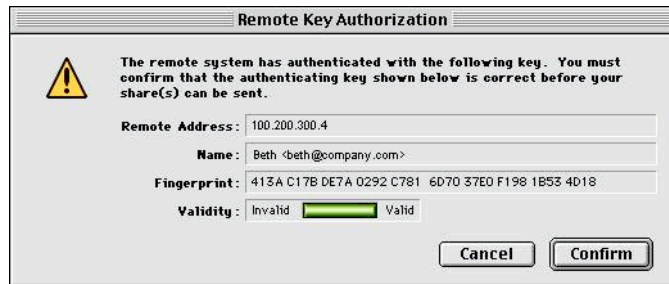 Remote Key Authorization
The remote system has authenticated with the following key. You must
confirm that the authenticating key shown below is correct before your
share(s) can be sent.
Remote Address: 100.200.300.4
Name: Beth <beth@company.com>
Fingerprint: 413A C17B DE7A 0292 C781 6D70 37E0 F198 1B53 4D18
Validity: Invalid Valid
Cancel Confirm